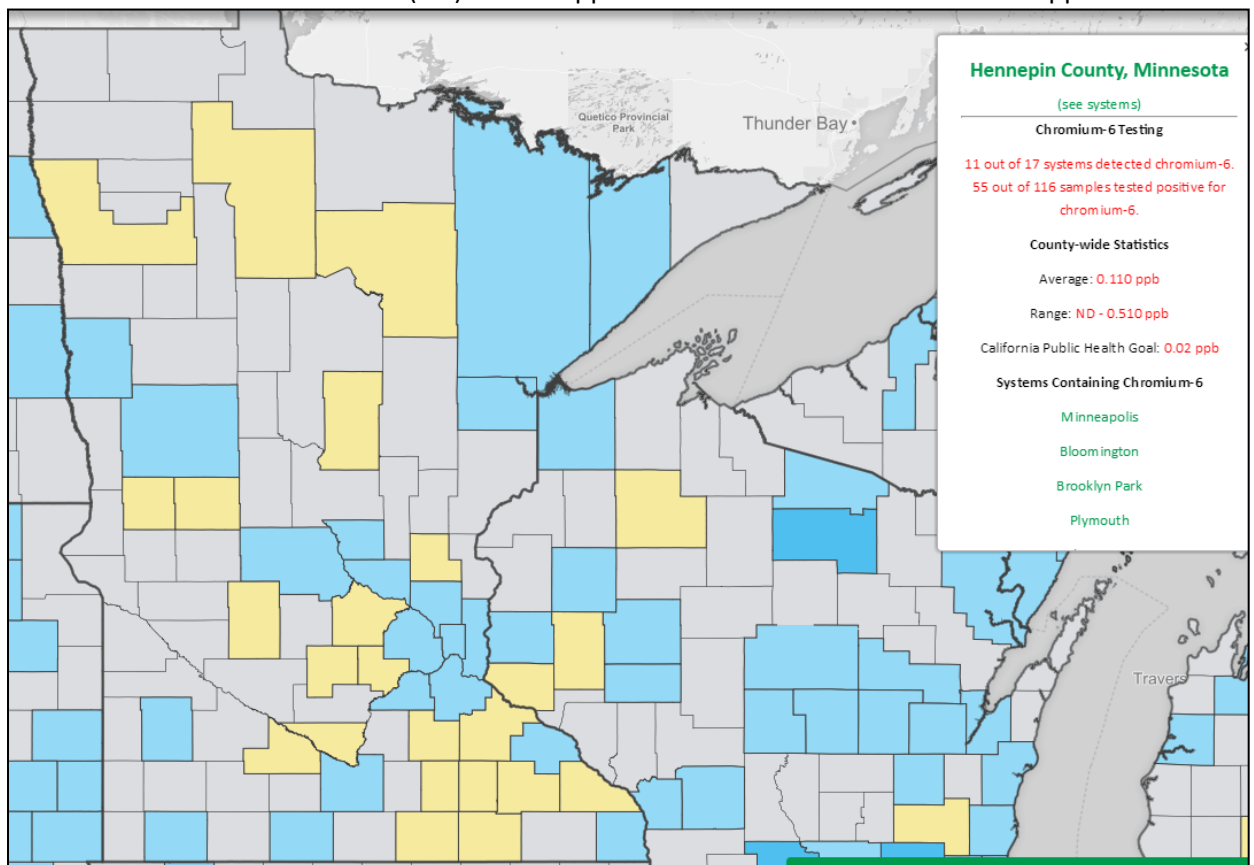 Quetico Provincial
Park
Thunder Bay
Travers
Hennepin County, Minnesota
(see systems)
Chromium-6 Testing
11 out of 17 systems detected chromium-6.
55 out of 116 samples tested positive for
chromium-6.
County-wide Statistics
Average: 0.110 ppb
Range: ND - 0.510 ppb
California Public Health Goal: 0.02 ppb
Systems Containing Chromium-6
Minneapolis
Bloomington
Brooklyn Park
Plymouth